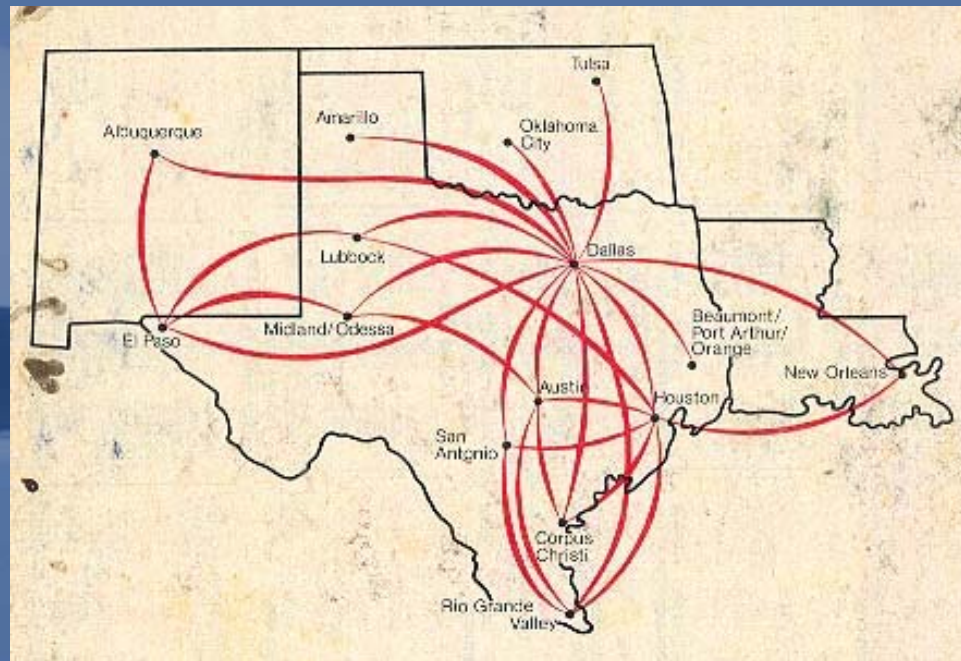 Tulsa
Amarillo
Oklahoma
City
Albuquerque
Dallas
Lubbock
Beaumont/
Port Arthur/
Orange
Midland/Odessa
El Paso
New Orleans
Austin
Houston
San
Antonio
Corpus
Christi
Rio Grande
Valley